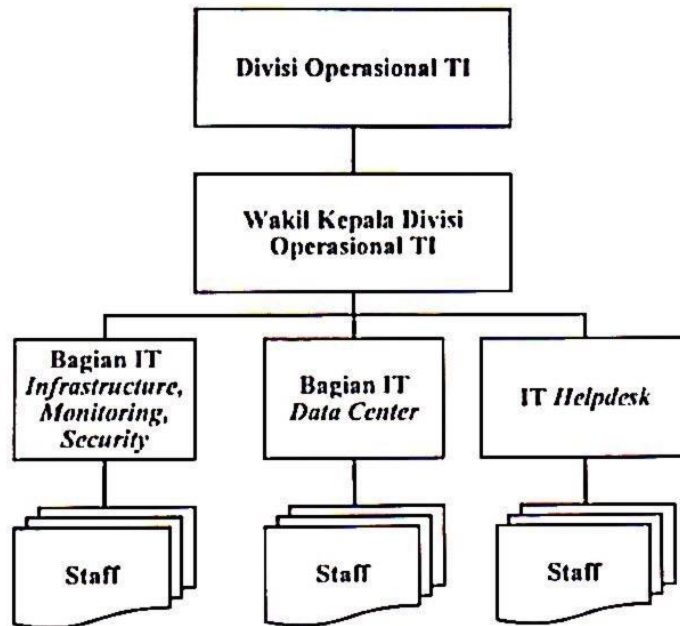 Divisi Operasional TI
Wakil Kepala Divisi
Operasional TI
Bagian IT
Infrastructure,
Monitoring,
Security
Bagian IT
Data Center
IT Helpdesk
Staff
Staff
Staff